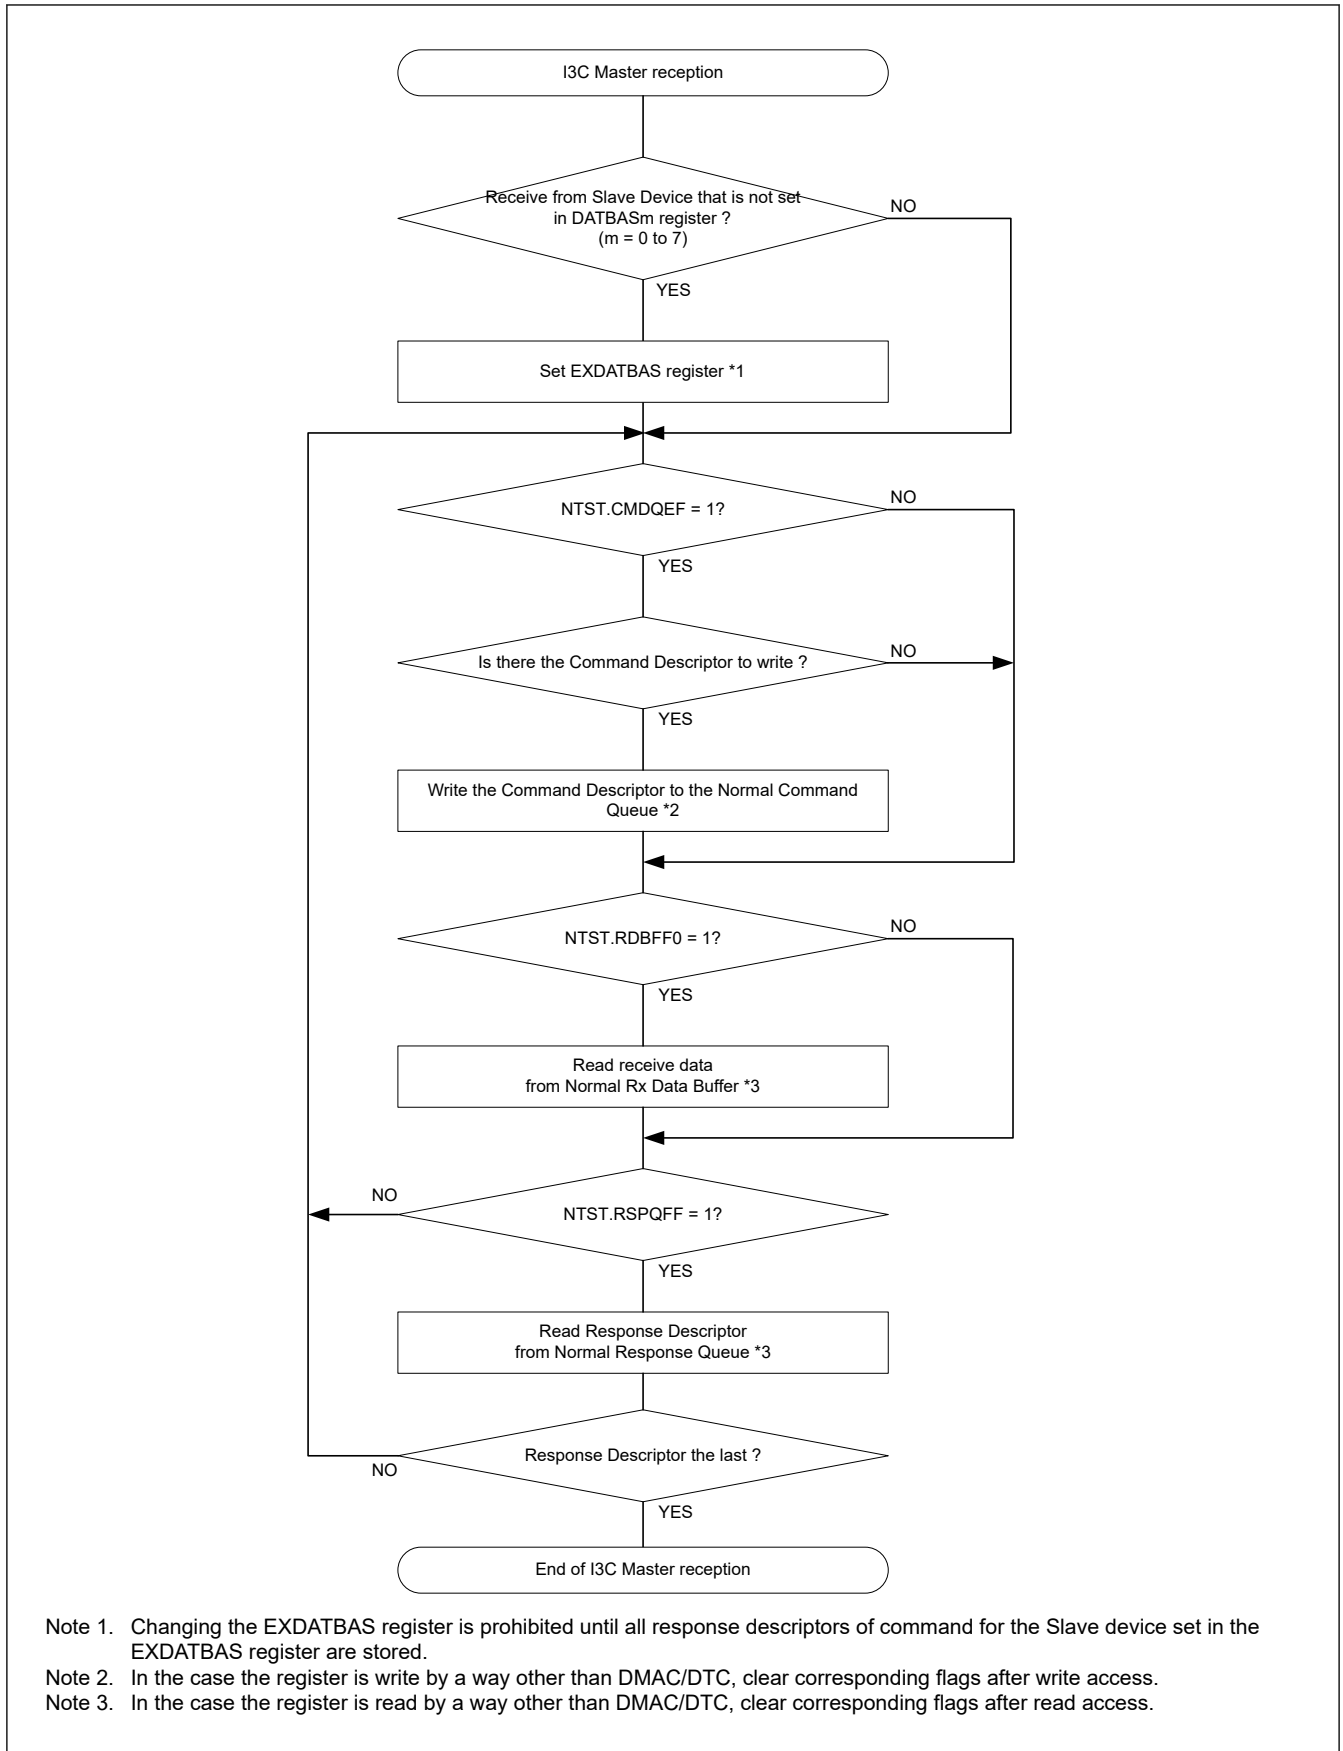 I3C Master reception
Receive from Slave Device that is not set
in DATBASm register ?
(m = 0 to 7)
NO
YES
Set EXDATBAS register *1
NTST.CMDQEF = 1?
NO
YES
Is there the Command Descriptor to write ?
NO
YES
Write the Command Descriptor to the Normal Command
Queue *2
NTST.RDBFF0 = 1?
NO
YES
Read receive data
from Normal Rx Data Buffer *3
NO
NTST.RSPQFF = 1?
YES
Read Response Descriptor
from Normal Response Queue *3
Response Descriptor the last ?
NO
YES
End of I3C Master reception
Note 1. Changing the EXDATBAS register is prohibited until all response descriptors of command for the Slave device set in the
EXDATBAS register are stored.
Note 2. In the case the register is write by a way other than DMAC/DTC, clear corresponding flags after write access.
Note 3. In the case the register is read by a way other than DMAC/DTC, clear corresponding flags after read access.